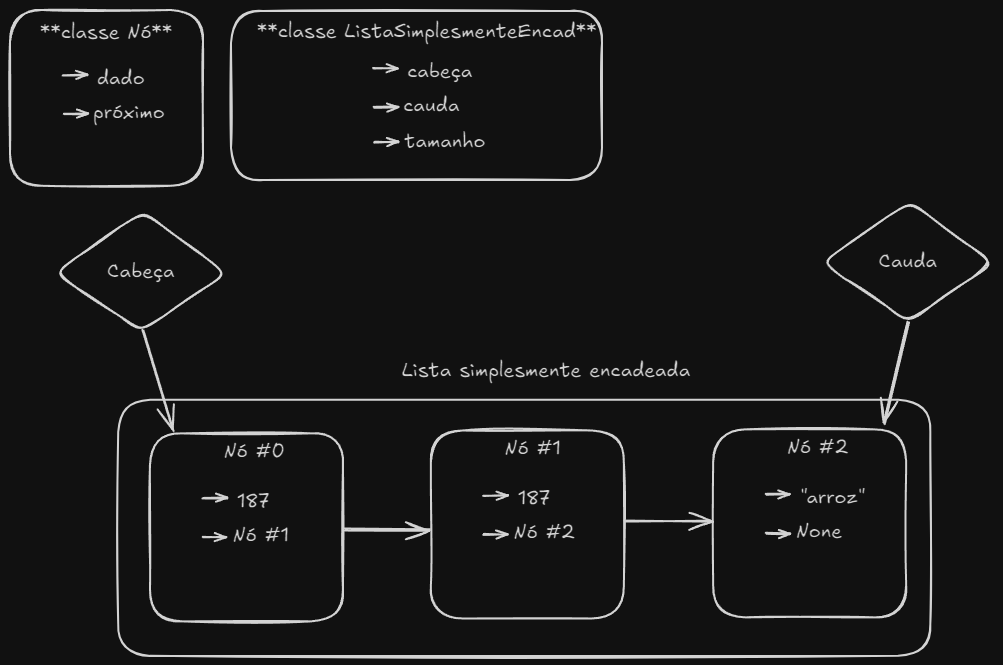 **classe Nó**
dado
próximo
**classe ListaSimplesmenteEncad**
cabeça
cauda
tamanho
Cabeça
Cauda
Lista simplesmente encadeada
Nó #0
187
Nó #1
Nó #1
187
Nó #2
Nó #2
"arroz"
None